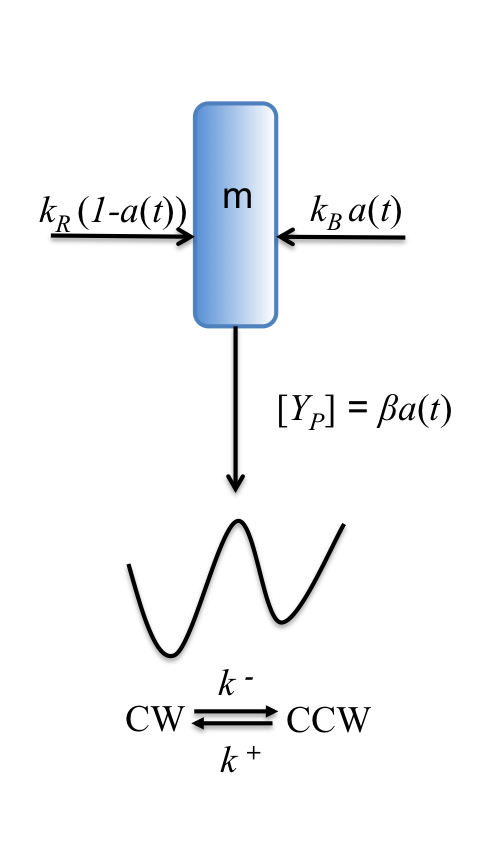 m
k_R (1-a(t))
k_B a(t)
[Y_P] = βa(t)
k⁻
CW CCW
k⁺